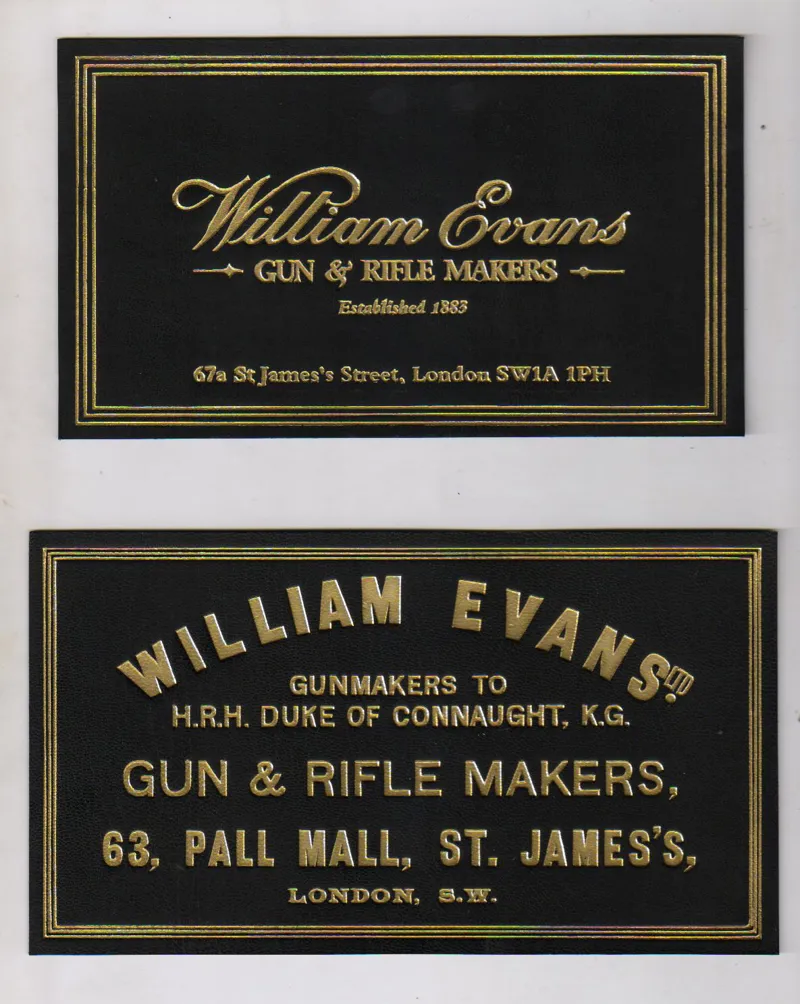 William Evans
GUN & RIFLE MAKERS
Established 1883
67a St James's Street, London SW1A 1PH
WILLIAM EVANS LTD.
GUNMAKERS TO
H.R.H. DUKE OF CONNAUGHT, K.G.
GUN & RIFLE MAKERS,
63, PALL MALL, ST. JAMES'S,
LONDON, S.W.